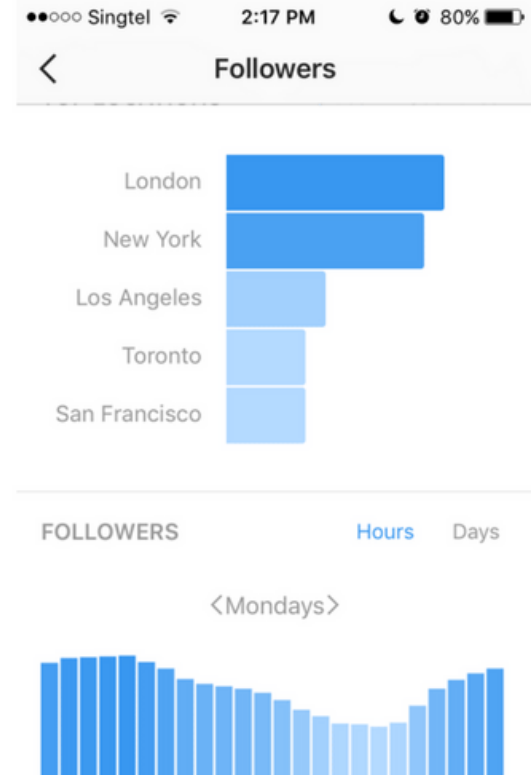 Singtel 2:17 PM 80%
Followers
London
New York
Los Angeles
Toronto
San Francisco
FOLLOWERS Hours Days
<Mondays>